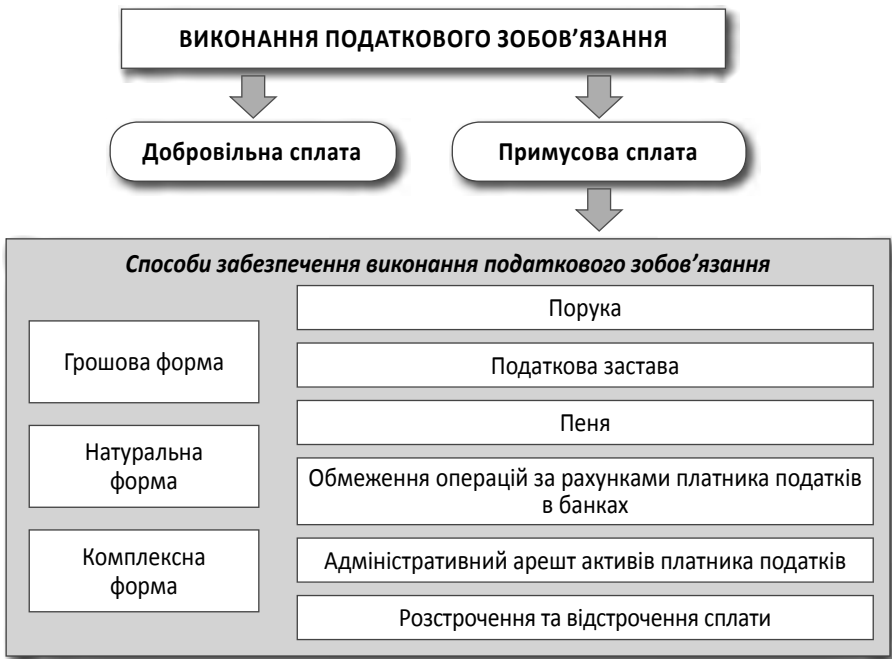 ВИКОНАННЯ ПОДАТКОВОГО ЗОБОВ’ЯЗАННЯ
Добровільна сплата
Примусова сплата
Способи забезпечення виконання податкового зобов’язання
Грошова форма
Натуральна
форма
Комплексна
форма
Порука
Податкова застава
Пеня
Обмеження операцій за рахунками платника податків
в банках
Адміністративний арешт активів платника податків
Розстрочення та відстрочення сплати